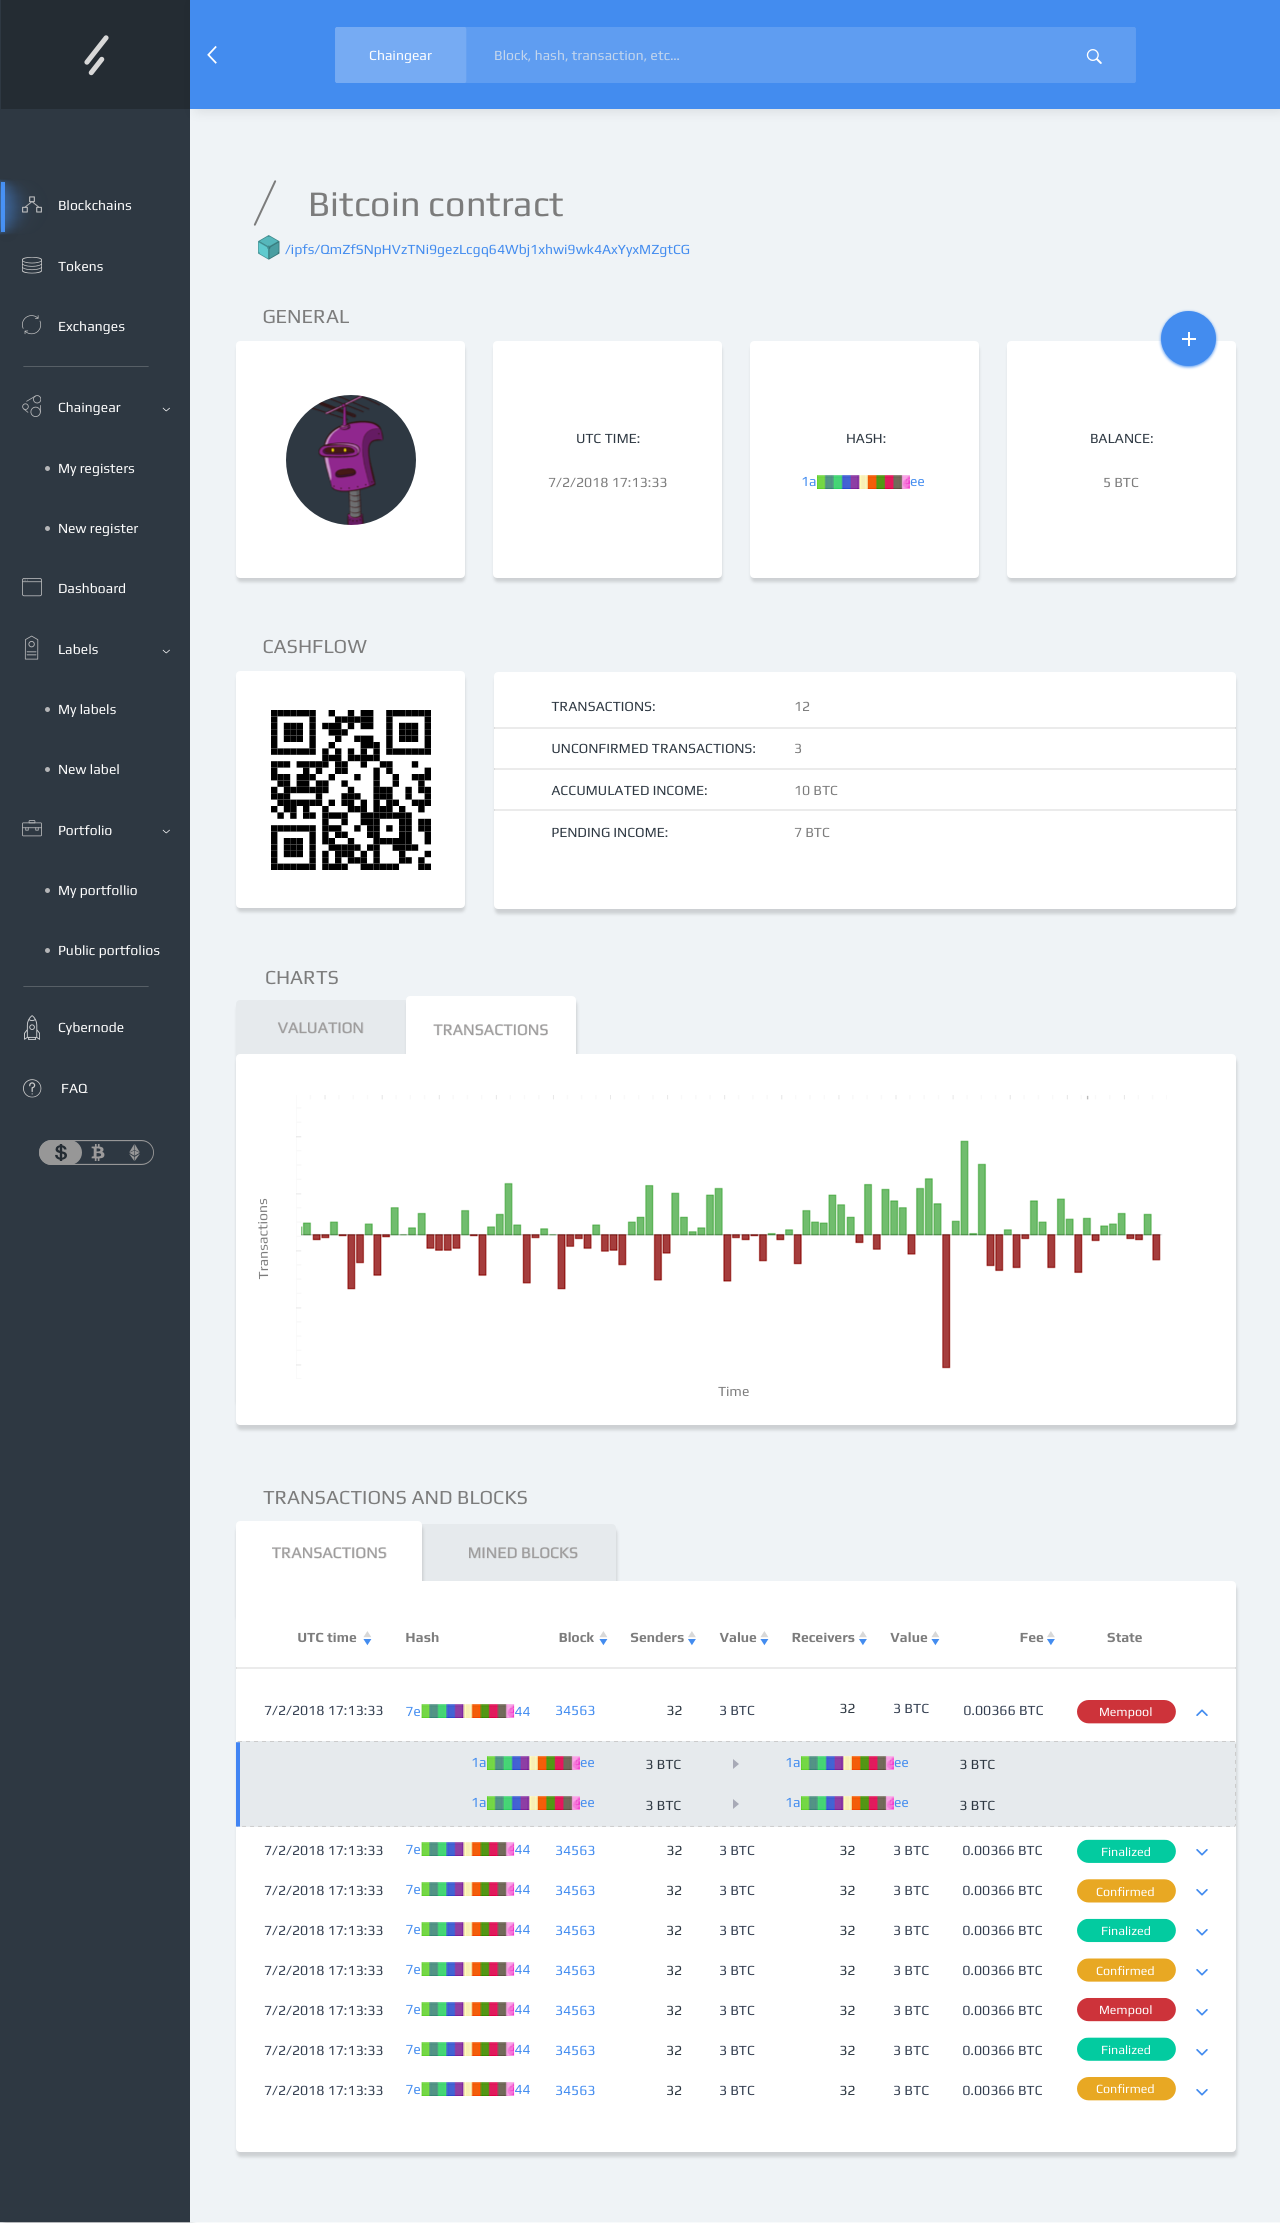 Chaingear
Block, hash, transaction, etc...
Blockchains
Tokens
Exchanges
Chaingear
My registers
New register
Dashboard
Labels
My labels
New label
Portfolio
My portfollio
Public portfolios
Cybernode
FAQ
Bitcoin contract
/ipfs/QmZfSNpHVzTNi9gezLcgq64Wbj1xhwi9wk4AxYyxMZgtCG
GENERAL
UTC TIME:
7/2/2018 17:13:33
HASH:
1a ee
BALANCE:
5 BTC
CASHFLOW
TRANSACTIONS: 12
UNCONFIRMED TRANSACTIONS: 3
ACCUMULATED INCOME: 10 BTC
PENDING INCOME: 7 BTC
CHARTS
VALUATION TRANSACTIONS
Transactions
Time
TRANSACTIONS AND BLOCKS
TRANSACTIONS MINED BLOCKS
UTC time Hash Block Senders Value Receivers Value Fee State
7/2/2018 17:13:33 7e 44 34563 32 3 BTC 32 3 BTC 0.00366 BTC Mempool
1a ee 3 BTC 1a ee 3 BTC
1a ee 3 BTC 1a ee 3 BTC
7/2/2018 17:13:33 7e 44 34563 32 3 BTC 32 3 BTC 0.00366 BTC Finalized
7/2/2018 17:13:33 7e 44 34563 32 3 BTC 32 3 BTC 0.00366 BTC Confirmed
7/2/2018 17:13:33 7e 44 34563 32 3 BTC 32 3 BTC 0.00366 BTC Finalized
7/2/2018 17:13:33 7e 44 34563 32 3 BTC 32 3 BTC 0.00366 BTC Confirmed
7/2/2018 17:13:33 7e 44 34563 32 3 BTC 32 3 BTC 0.00366 BTC Mempool
7/2/2018 17:13:33 7e 44 34563 32 3 BTC 32 3 BTC 0.00366 BTC Finalized
7/2/2018 17:13:33 7e 44 34563 32 3 BTC 32 3 BTC 0.00366 BTC Confirmed